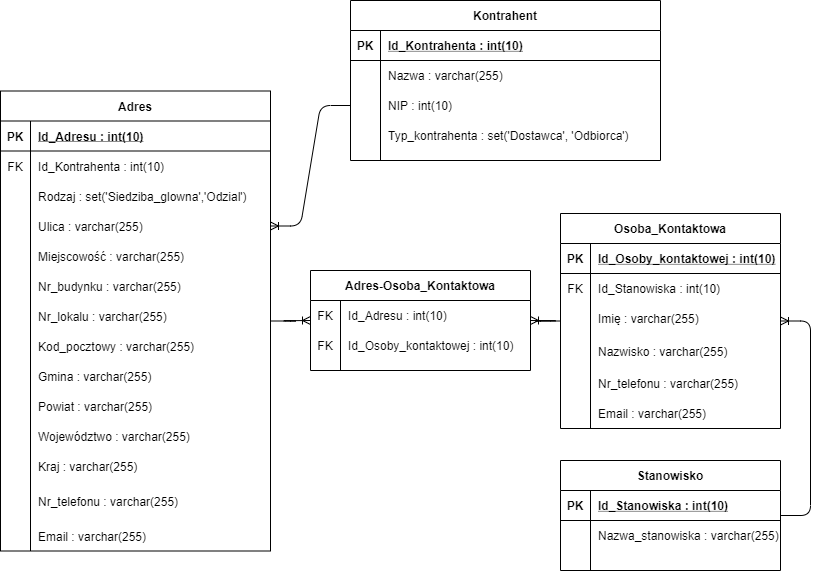 Kontrahent
PK Id_Kontrahenta : int(10)
Nazwa : varchar(255)
NIP : int(10)
Typ_kontrahenta : set('Dostawca', 'Odbiorca')
Adres
PK Id_Adresu : int(10)
FK Id_Kontrahenta : int(10)
Rodzaj : set('Siedziba_glowna','Odzial')
Ulica : varchar(255)
Miejscowość : varchar(255)
Nr_budynku : varchar(255)
Nr_lokalu : varchar(255)
Kod_pocztowy : varchar(255)
Gmina : varchar(255)
Powiat : varchar(255)
Województwo : varchar(255)
Kraj : varchar(255)
Nr_telefonu : varchar(255)
Email : varchar(255)
Adres-Osoba_Kontaktowa
FK Id_Adresu : int(10)
FK Id_Osoby_kontaktowej : int(10)
Osoba_Kontaktowa
PK Id_Osoby_kontaktowej : int(10)
FK Id_Stanowiska : int(10)
Imię : varchar(255)
Nazwisko : varchar(255)
Nr_telefonu : varchar(255)
Email : varchar(255)
Stanowisko
PK Id_Stanowiska : int(10)
Nazwa_stanowiska : varchar(255)